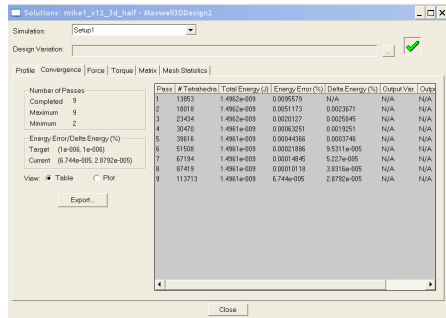 Solutions: mike1_v12_3d_half - Maxwell3DDesign2
Simulation: Setup1
Design Variation: ...
Profile Convergence Force Torque Matrix Mesh Statistics
Number of Passes
Completed 9
Maximum 9
Minimum 2
Energy Error/Delta Energy (%)
Target (1e-006, 1e-006)
Current (6.744e-005, 2.8792e-005)
View: Table Plot
Export...
Pass # Tetrahedra Total Energy (J) Energy Error (%) Delta Energy (%) Output Var. Outpu
1 13853 1.4962e-009 0.0095579 N/A N/A N/A
2 18018 1.4962e-009 0.0051173 0.0023671 N/A N/A
3 23434 1.4962e-009 0.0020127 0.0025845 N/A N/A
4 30470 1.4961e-009 0.00063251 0.0019251 N/A N/A
5 39616 1.4961e-009 0.00044366 0.0003746 N/A N/A
6 51508 1.4961e-009 0.00021886 9.5311e-005 N/A N/A
7 67194 1.4961e-009 0.00014845 5.227e-005 N/A N/A
8 87419 1.4961e-009 0.00010118 3.8316e-005 N/A N/A
9 113713 1.4961e-009 6.744e-005 2.8792e-005 N/A N/A
Close